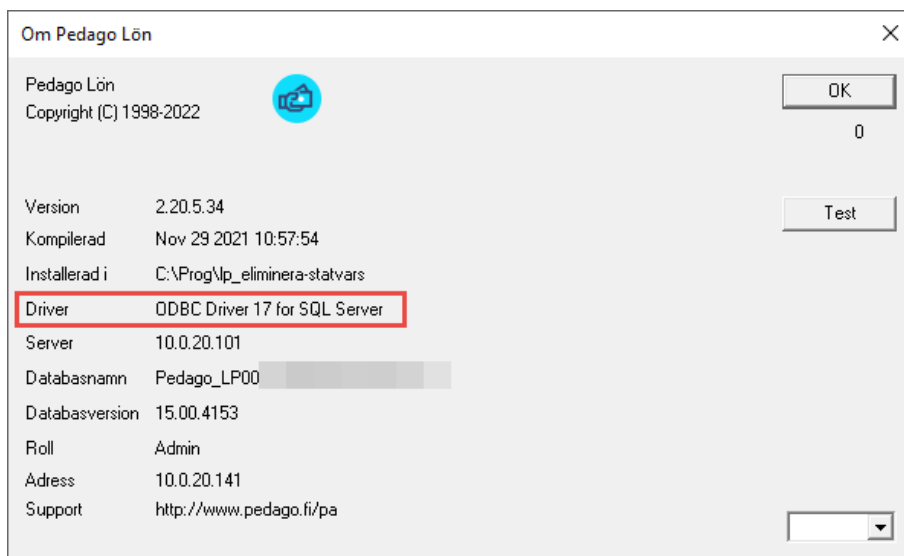 Om Pedago Lön
Pedago Lön
Copyright (C) 1998-2022
OK
0
Version 2.20.5.34
Test
Kompilerad Nov 29 2021 10:57:54
Installerad i C:\Prog\lp_eliminera-statvars
Driver ODBC Driver 17 for SQL Server
Server 10.0.20.101
Databasnamn Pedago_LP00
Databasversion 15.00.4153
Roll Admin
Adress 10.0.20.141
Support http://www.pedago.fi/pa